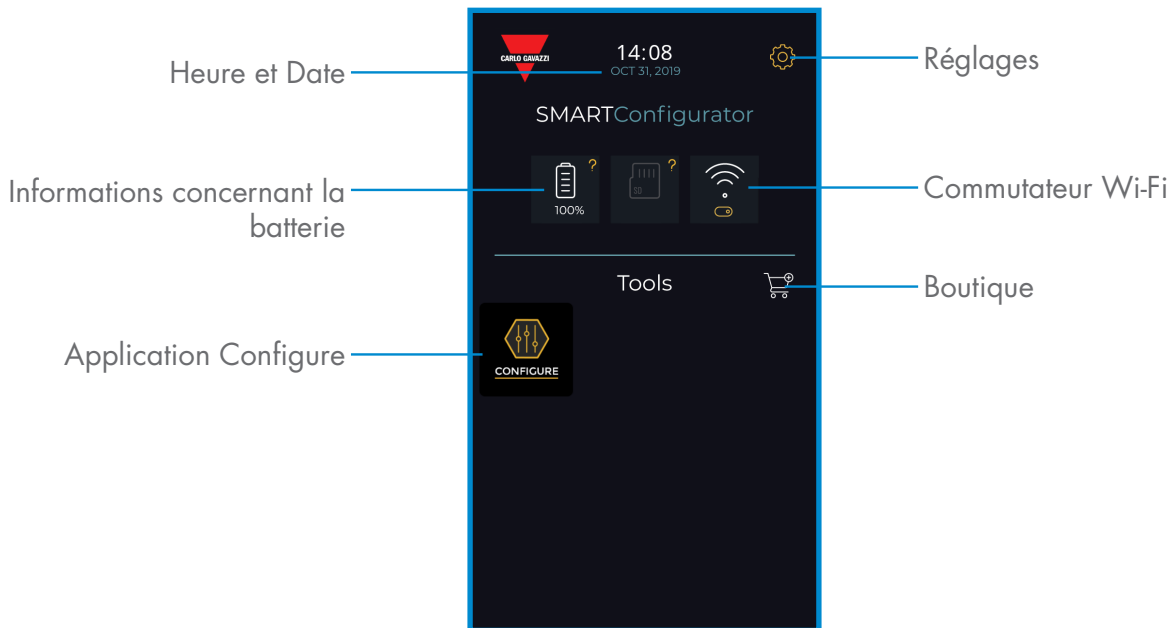 CARLO GAVAZZI
14:08
OCT 31, 2019
Réglages
Heure et Date
SMARTConfigurator
?
?
SD
100%
Informations concernant la
batterie
Commutateur Wi-Fi
Tools
Boutique
Application Configure
CONFIGURE